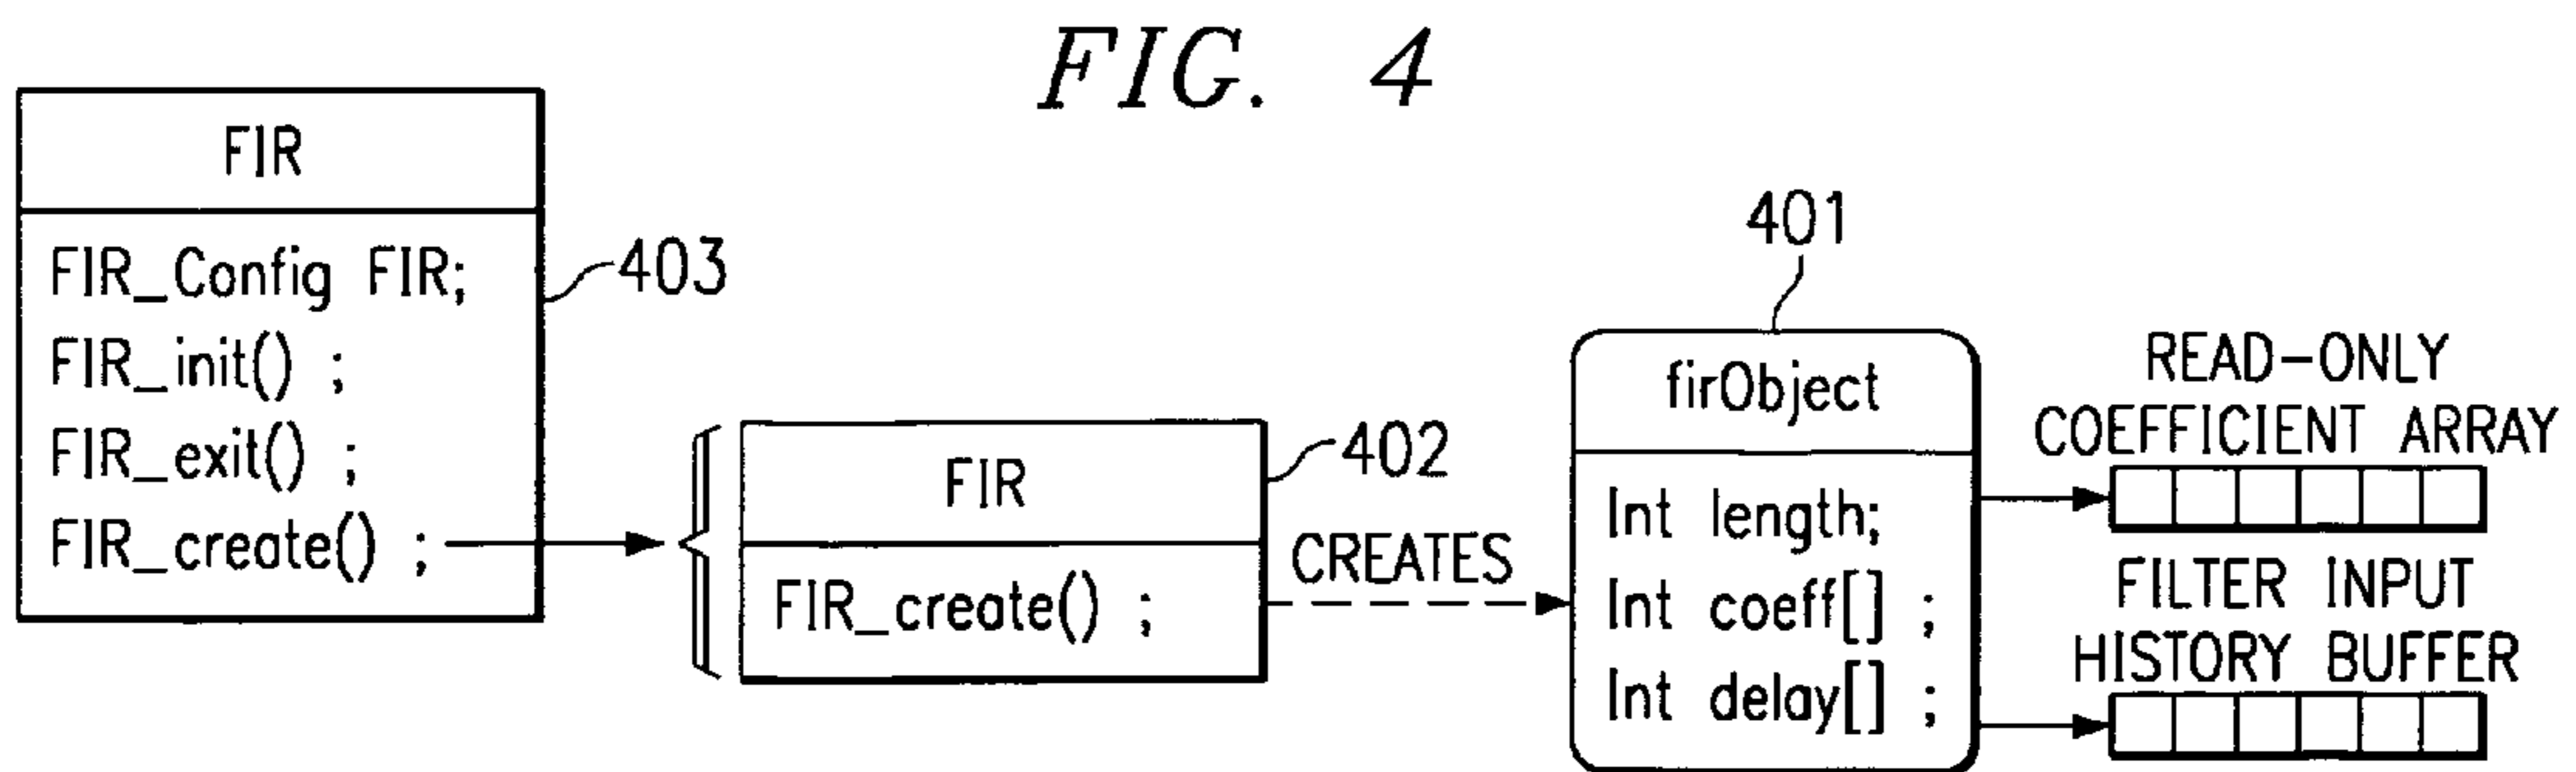 FIG. 4
FIR
FIR_Config FIR;
FIR_init() ;
FIR_exit() ;
FIR_create() ;
403
FIR
FIR_create() ;
402
CREATES
401
firObject
Int length;
Int coeff[] ;
Int delay[] ;
READ-ONLY
COEFFICIENT ARRAY
FILTER INPUT
HISTORY BUFFER